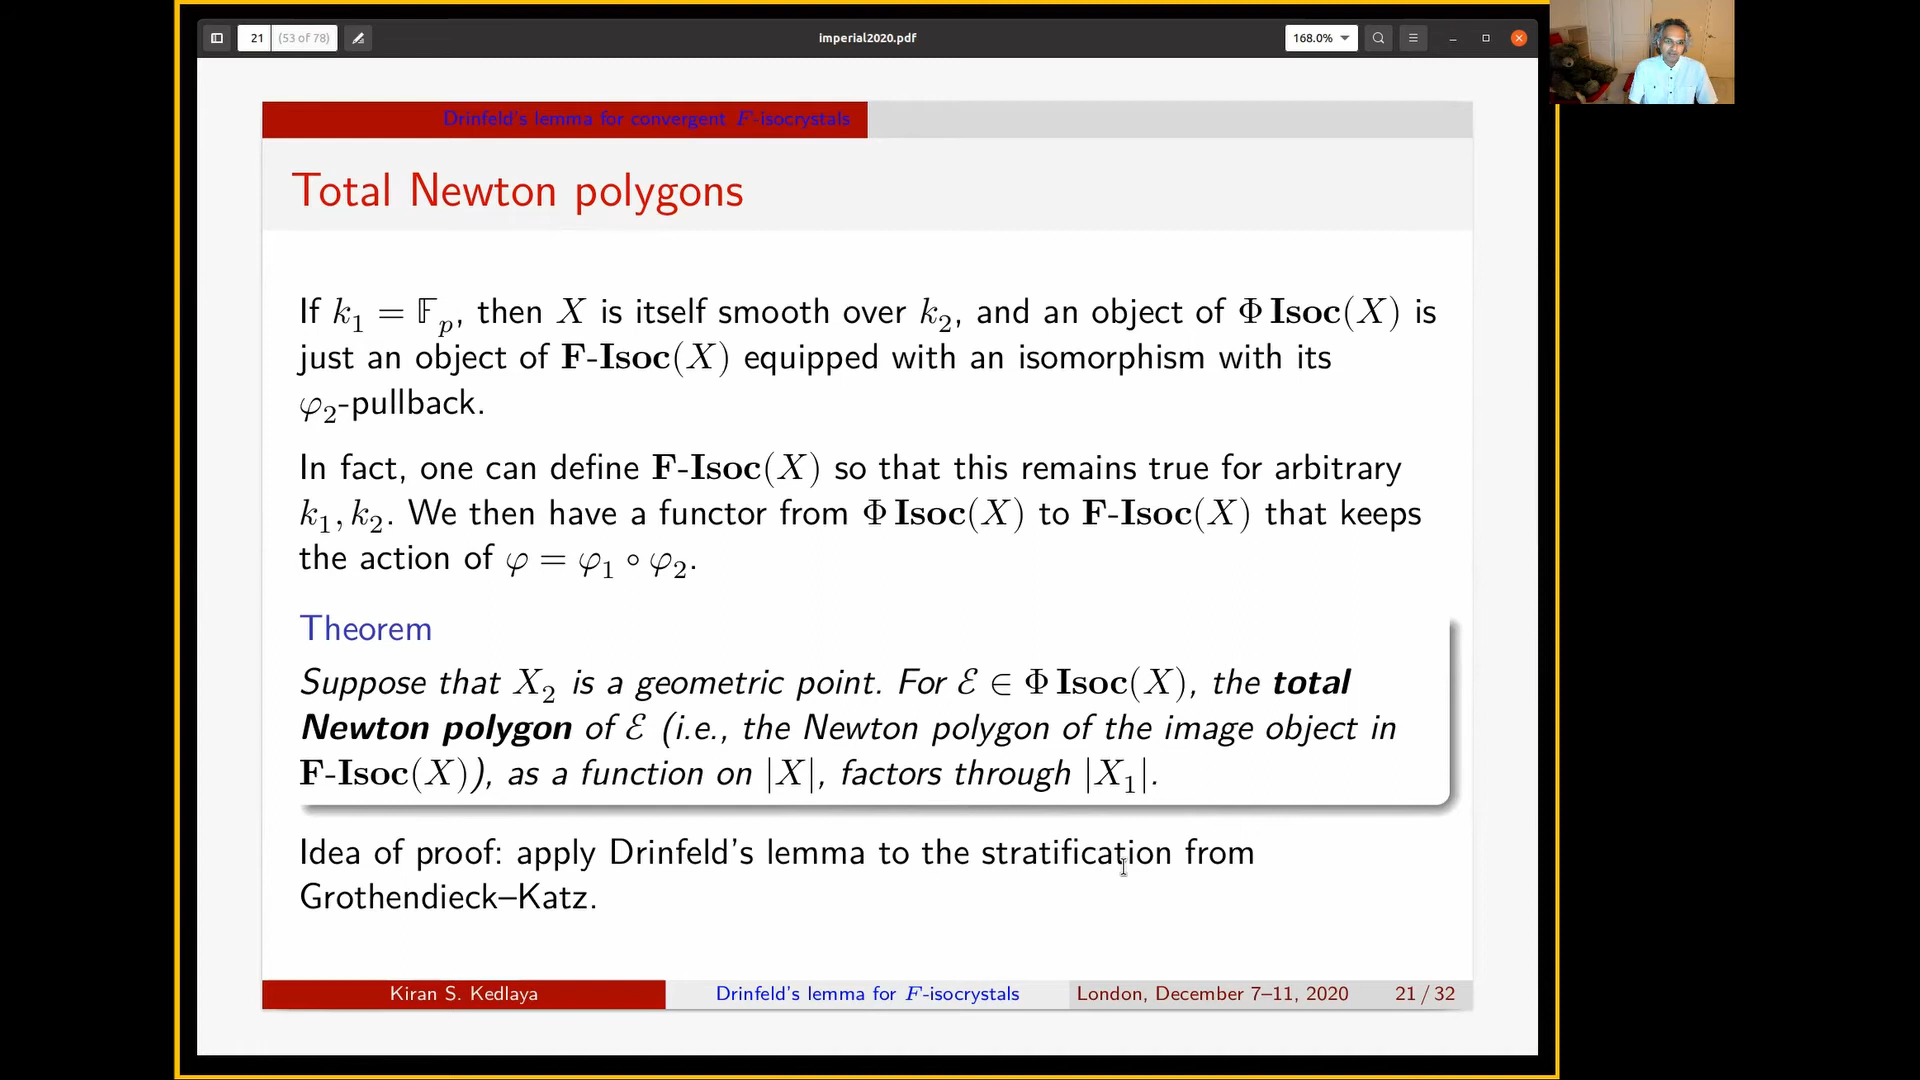 21 (53 of 78) imperial2020.pdf 168.0%
Drinfeld's lemma for convergent F-isocrystals
Total Newton polygons
If k₁ = 𝔽ₚ, then X is itself smooth over k₂, and an object of Φ Isoc(X) is
just an object of F-Isoc(X) equipped with an isomorphism with its
φ₂-pullback.
In fact, one can define F-Isoc(X) so that this remains true for arbitrary
k₁, k₂. We then have a functor from Φ Isoc(X) to F-Isoc(X) that keeps
the action of φ = φ₁ ∘ φ₂.
Theorem
Suppose that X₂ is a geometric point. For ℰ ∈ Φ Isoc(X), the total
Newton polygon of ℰ (i.e., the Newton polygon of the image object in
F-Isoc(X)), as a function on |X|, factors through |X₁|.
Idea of proof: apply Drinfeld's lemma to the stratification from
Grothendieck–Katz.
Kiran S. Kedlaya Drinfeld's lemma for F-isocrystals London, December 7–11, 2020 21 / 32